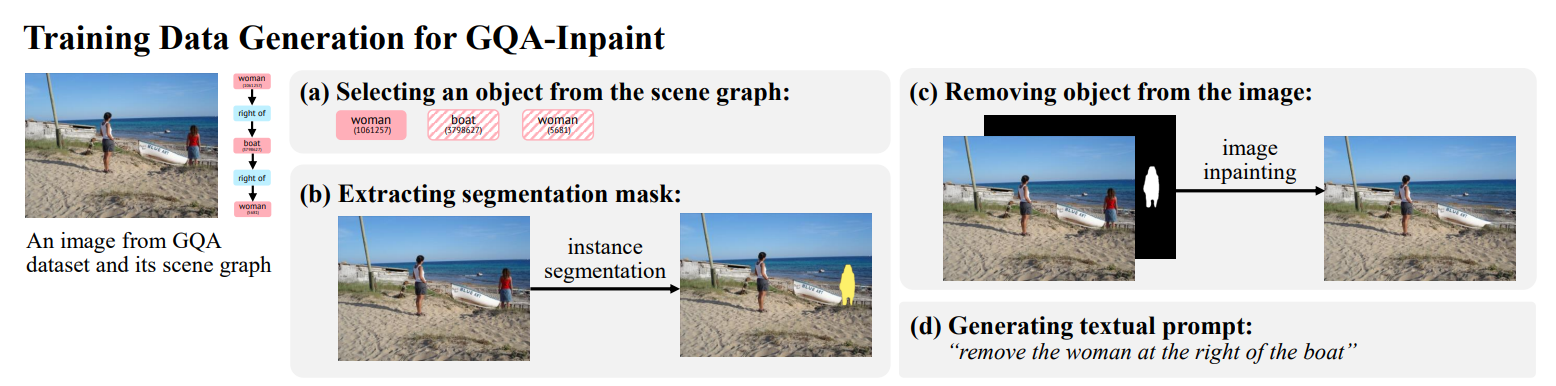 Training Data Generation for GQA-Inpaint
woman
(1061257)
right of
boat
(3798627)
right of
woman
(5681)
An image from GQA
dataset and its scene graph
(a) Selecting an object from the scene graph:
woman
(1061257)
boat
(3798627)
woman
(5681)
(b) Extracting segmentation mask:
instance
segmentation
(c) Removing object from the image:
image
inpainting
(d) Generating textual prompt:
“remove the woman at the right of the boat”